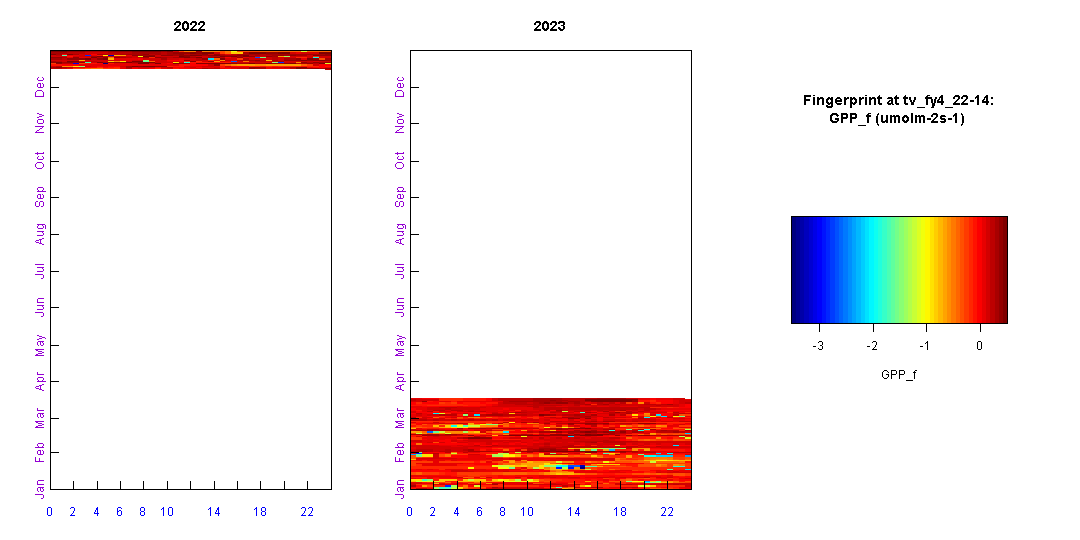 2022
2023
Dec
Nov
Oct
Sep
Aug
Jul
Jun
May
Apr
Mar
Feb
Jan
0 2 4 6 8 10 14 18 22
Dec
Nov
Oct
Sep
Aug
Jul
Jun
May
Apr
Mar
Feb
Jan
0 2 4 6 8 10 14 18 22
Fingerprint at tv_fy4_22-14:
GPP_f (umolm-2s-1)
-3 -2 -1 0
GPP_f